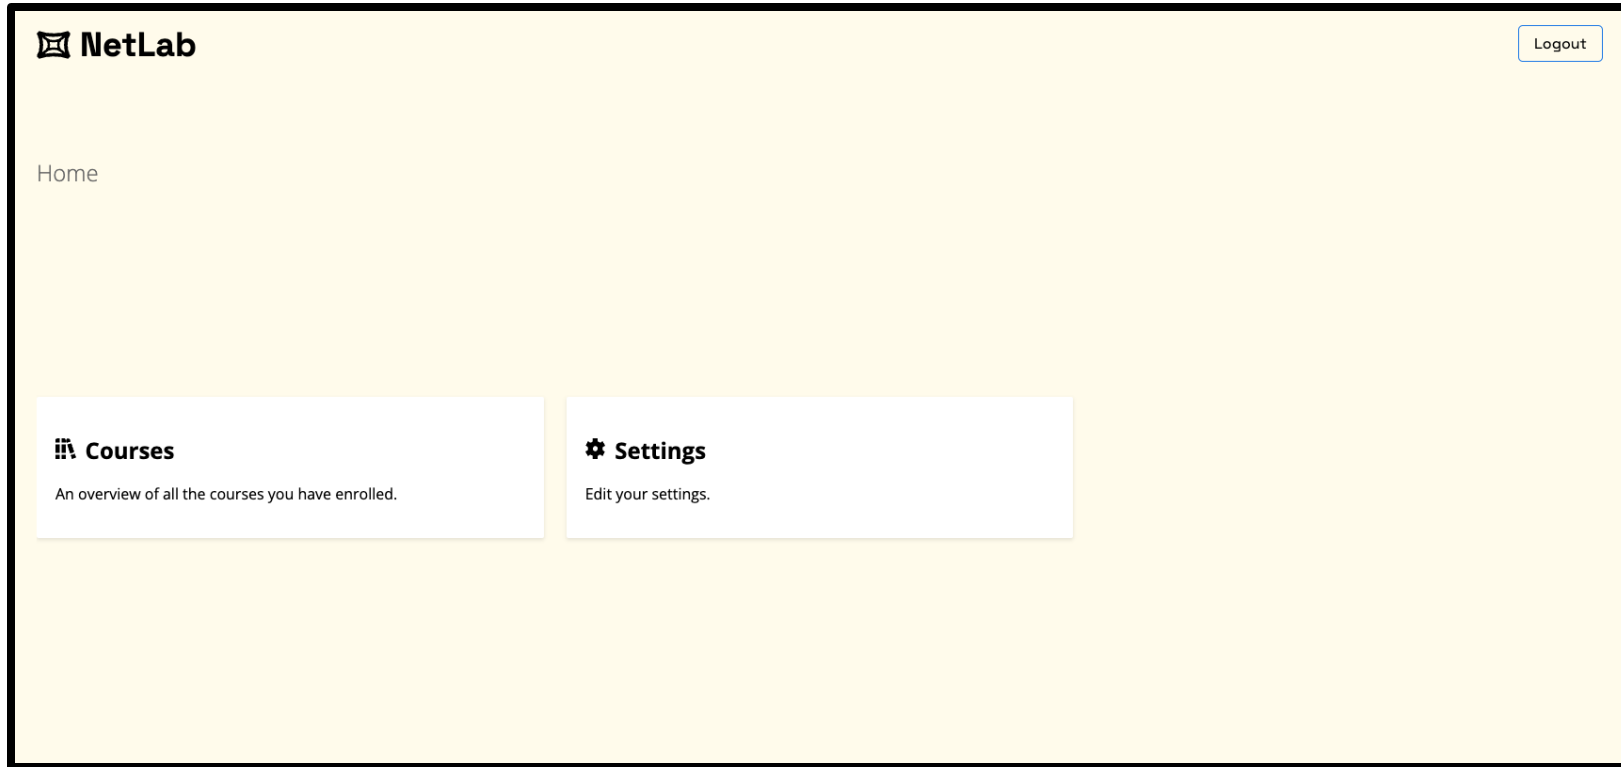 NetLab
Logout
Home
Courses
An overview of all the courses you have enrolled.
Settings
Edit your settings.